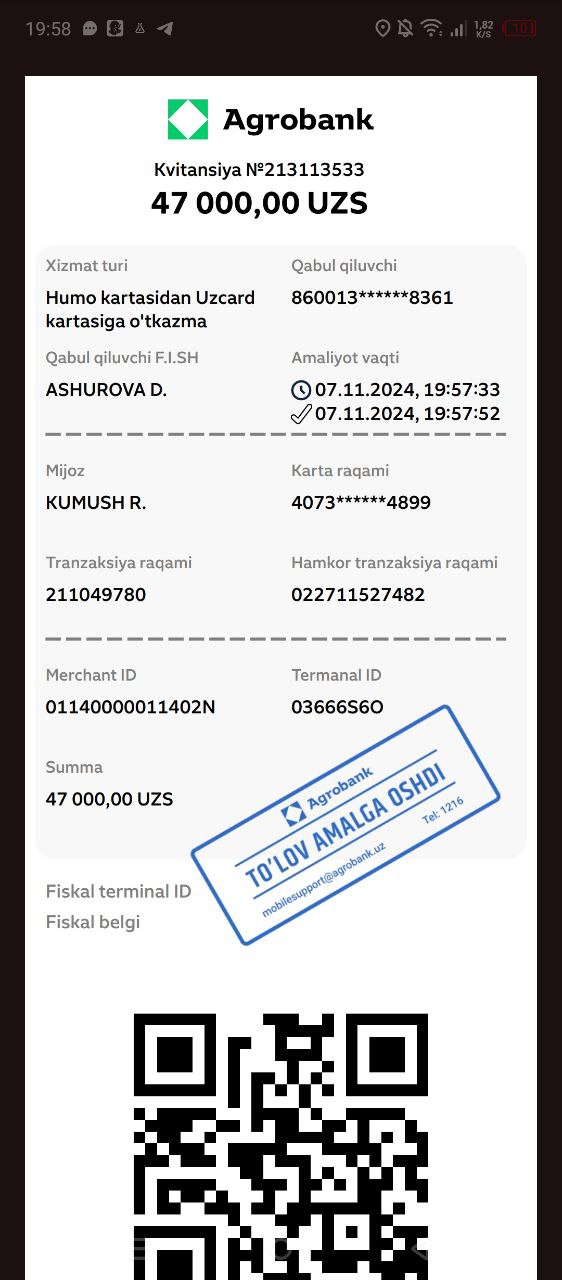 19:58
1,82
K/S
10
Agrobank
Kvitansiya №213113533
47 000,00 UZS
Xizmat turi
Qabul qiluvchi
Humo kartasidan Uzcard
kartasiga o'tkazma
860013******8361
Qabul qiluvchi F.I.SH
Amaliyot vaqti
ASHUROVA D.
07.11.2024, 19:57:33
07.11.2024, 19:57:52
Mijoz
Karta raqami
KUMUSH R.
4073******4899
Tranzaksiya raqami
Hamkor tranzaksiya raqami
211049780
022711527482
Merchant ID
Termanal ID
01140000011402N
03666S6O
Summa
47 000,00 UZS
Agrobank
TO'LOV AMALGA OSHDI
mobilesupport@agrobank.uz
Tel: 1216
Fiskal terminal ID
Fiskal belgi